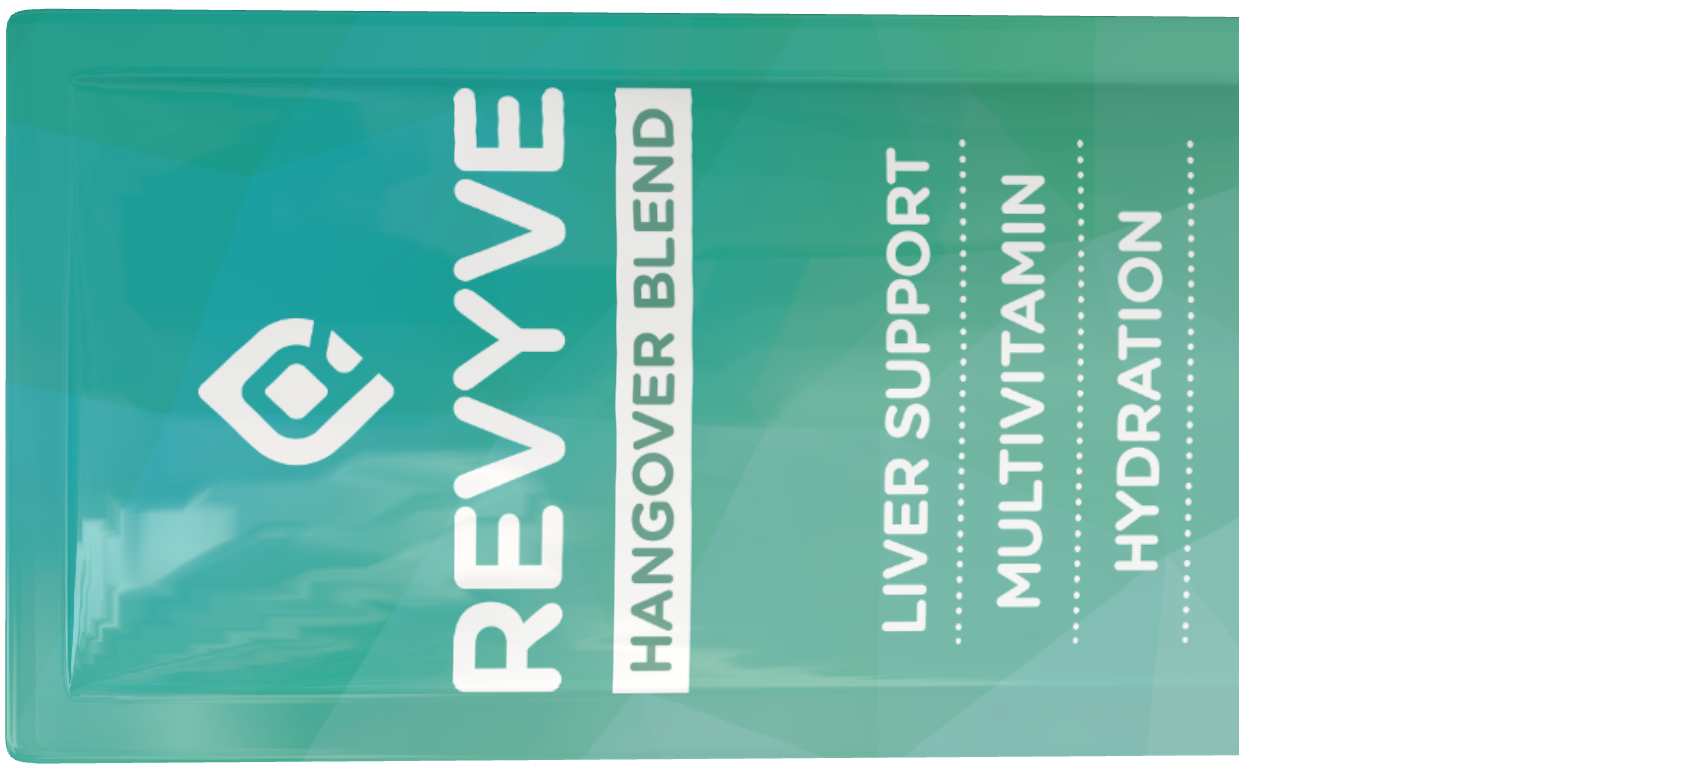 REVYVE
HANGOVER BLEND
LIVER SUPPORT
MULTIVITAMIN
HYDRATION